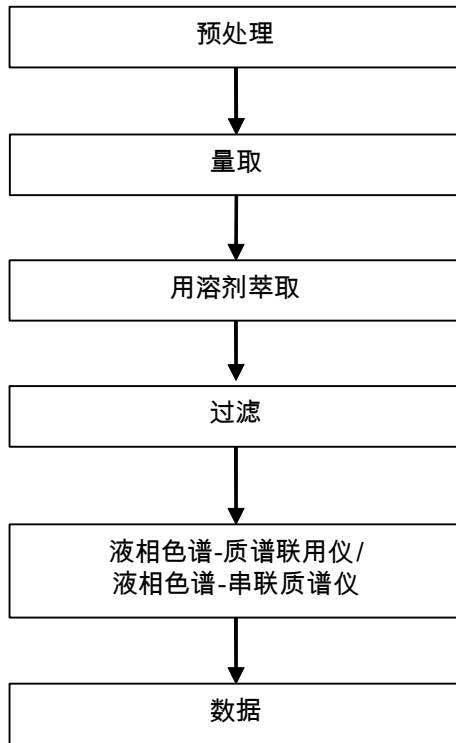 预处理
量取
用溶剂萃取
过滤
液相色谱-质谱联用仪/
液相色谱-串联质谱仪
数据